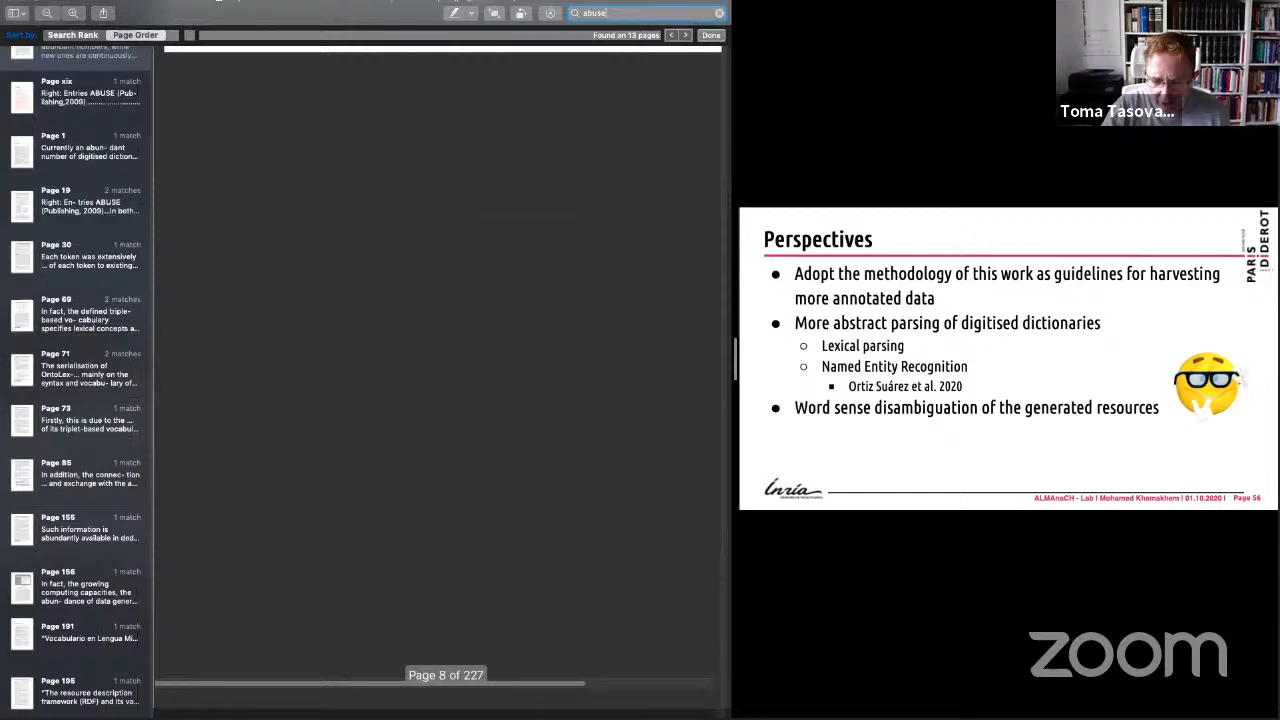 abuse
Sort by: Search Rank Page Order Found on 13 pages < > Done
abundant numbers, while
new ones are continuously...
Page xix 1 match
Right: Entries ABUSE (Pub-
lishing,2009) ...................
Page 1 1 match
Currently an abun- dant
number of digitised diction...
Page 19 2 matches
Right: En- tries ABUSE
(Publishing, 2009)...In both...
Page 30 1 match
Each token was extensively
... of each token to existing...
Page 69 2 matches
In fact, the defined triple-
based vo- cabulary
specifies lexical concepts a...
Page 71 2 matches
The serialisation of
OntoLex-... mainly on the
syntax and vocabu- lary of...
Page 73 1 match
Firstly, this is due to the ...
of its triplet-based vocabul...
Page 85 1 match
In addition, the connec- tion
... and exchange with the a...
Page 155 1 match
Such information is
abundantly available in ded...
Page 156 1 match
In fact, the growing
computing capacities, the
abun- dance of data gener...
Page 191 1 match
"Vocabulario en Lengua Mi...
Page 195 1 match
"The resource description
framework (RDF) and its vo...
Page 8 of 227
Toma Tasova...
Perspectives
UNIVERSITÉ
PARIS
DIDEROT
● Adopt the methodology of this work as guidelines for harvesting
more annotated data
● More abstract parsing of digitised dictionaries
○ Lexical parsing
○ Named Entity Recognition
■ Ortiz Suárez et al. 2020
● Word sense disambiguation of the generated resources
Inria
ALMAnaCH - Lab I Mohamed Khemakhem I 01.10.2020 I Page 56
zoom